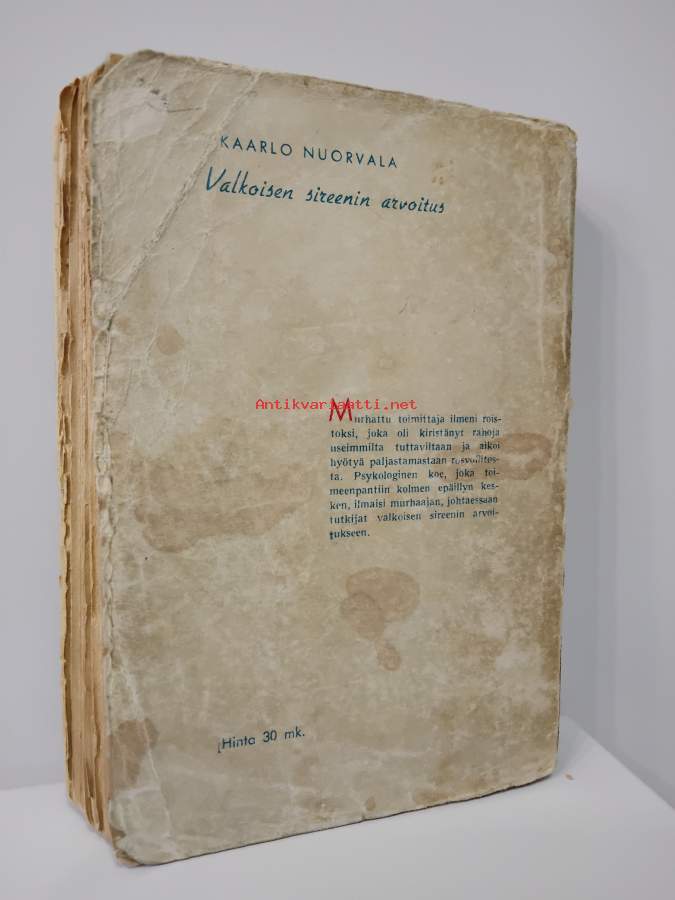 KAARLO NUORVALA
Valkoisen sireenin arvoitus
Antikvariaatti.net
Murhattu toimittaja ilmeni rois-
toksi, joka oli kiristänyt rahoja
useimmilta tuttaviltaan ja aikoi
hyötyä paljastamastaan rosvoliitos-
ta. Psykologinen koe, joka toi-
meenpantiin kolmen epäillyn kes-
ken, ilmaisi murhaajan, johtaessaan
tutkijat valkoisen sireenin arvoi-
tukseen.
Hinta 30 mk.